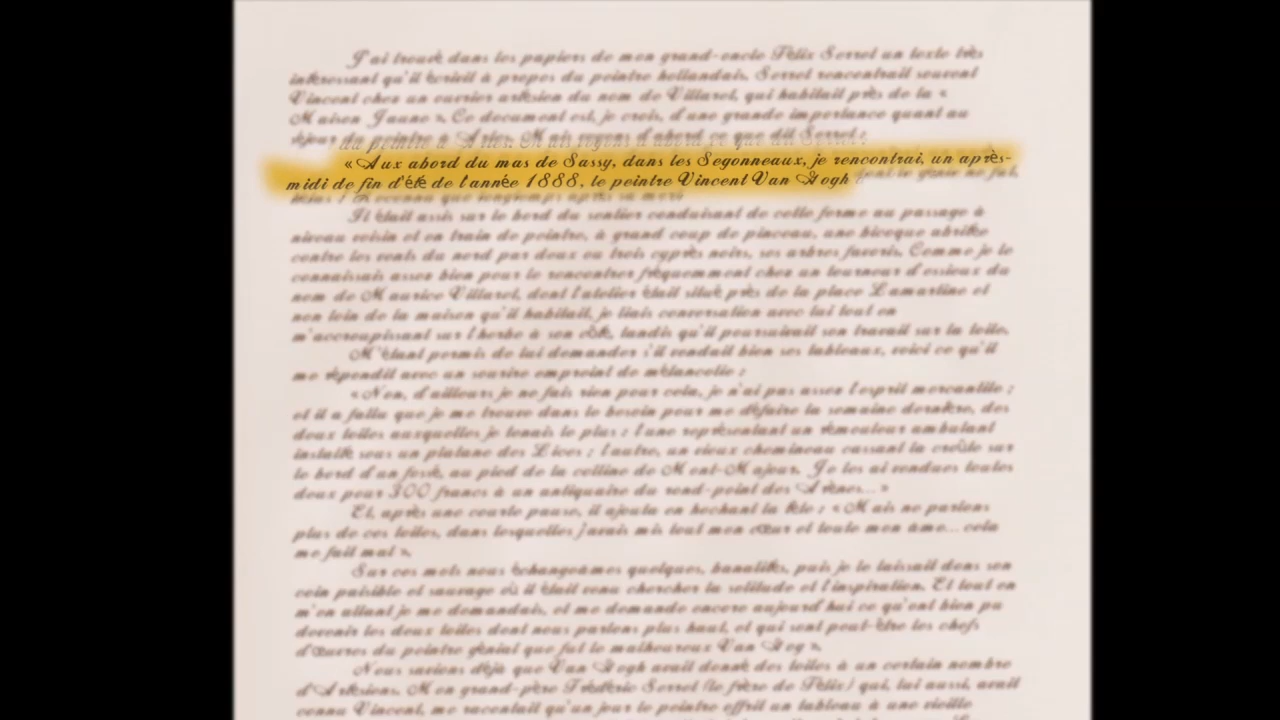 J'ai trouvé dans les papiers de mon grand-oncle Félix Serret un texte très
intéressant qu'il écrivit à propos du peintre hollandais. Serret rencontrait souvent
Vincent chez un ouvrier artésien du nom de Villaret, qui habitait près de la «
Maison Jaune ». Ce document est, je crois, d'une grande importance quant au
séjour du peintre à Arles. Mais voyons d'abord ce que dit Serret :
« Aux abord du mas de Sassy, dans les Segonneaux, je rencontrai, un après-
midi de fin d'été de l'année 1888, le peintre Vincent Van Gogh dont le génie ne fut,
hélas ! reconnu que longtemps après sa mort.
Il était assis sur le bord du sentier conduisant de cette ferme au passage à
niveau voisin et en train de peintre, à grand coup de pinceau, une bicoque abritée
contre les vents du nord par deux ou trois cyprès noirs, ses arbres favoris. Comme je le
connaissais assez bien pour le rencontrer fréquemment chez un tourneur d'essieux du
nom de Maurice Villaret, dont l'atelier était situé près de la place Lamartine et
non loin de la maison qu'il habitait, je liais conversation avec lui tout en
m'accroupissant sur l'herbe à son côté, tandis qu'il poursuivait son travail sur la toile.
M'étant permis de lui demander s'il vendait bien ses tableaux, voici ce qu'il
me répondit avec un sourire empreint de mélancolie :
« Non, d'ailleurs je ne fais rien pour cela, je n'ai pas assez l'esprit mercantile ;
et il a fallu que je me trouve dans le besoin pour me défaire la semaine dernière, des
deux toiles auxquelles je tenais le plus : l'une représentant un rémouleur ambulant
installé sous un platane des Lices ; l'autre, un vieux chemineau cassant la croûte sur
le bord d'un fossé, au pied de la colline de Mont-Majour. Je les ai vendues toutes
deux pour 300 francs à un antiquaire du rond-point des Arènes... »
Et, après une courte pause, il ajouta en hochant la tête : « Mais ne parlons
plus de ces toiles, dans lesquelles j'avais mis tout mon cœur et toute mon âme... cela
me fait mal ».
Sur ces mots nous échangeâmes quelques, banalités, puis je le laissait dans son
coin paisible et sauvage où il était venu chercher la solitude et l'inspiration. Et tout en
m'en allant je me demandais, et me demande encore aujourd'hui ce qu'ont bien pu
devenir les deux toiles dont nous parlons plus haut, et qui sont peut-être les chefs
d'œuvres du peintre génial que fut le malheureux Van Gog ».
Nous savions déjà que Van Gogh avait donné des toiles à un certain nombre
d'Artésiens. Mon grand-père Frédéric Serret (le frère de Félix) qui, lui aussi, avait
connu Vincent, me racontait qu'un jour le peintre offrit un tableau à une vieille